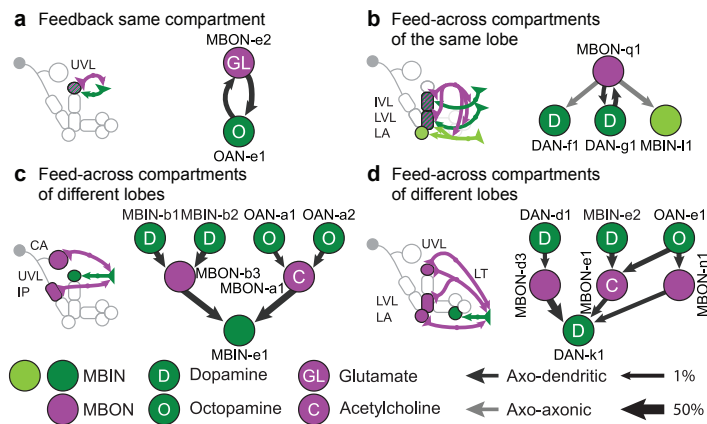 a Feedback same compartment
UVL
MBON-e2
GL
O
OAN-e1
b Feed-across compartments
of the same lobe
IVL
LVL
LA
MBON-q1
D
D
DAN-f1
DAN-g1
MBIN-l1
c Feed-across compartments
of different lobes
CA
UVL
IP
MBIN-b1
MBIN-b2
OAN-a1
OAN-a2
D
D
O
O
MBON-b3
MBON-a1
C
MBIN-e1
d Feed-across compartments
of different lobes
UVL
LT
LVL
LA
DAN-d1
MBIN-e2
OAN-e1
D
D
O
MBON-d3
MBON-e1
C
MBON-n1
D
DAN-k1
MBIN
D Dopamine
GL Glutamate
Axo-dendritic
1%
MBON
O Octopamine
C Acetylcholine
Axo-axonic
50%